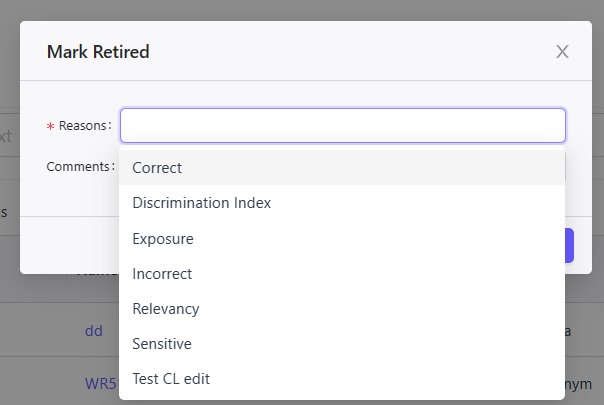 Mark Retired
xt
* Reasons:
Comments:
Correct
s
Discrimination Index
Exposure
Incorrect
Relevancy
dd
a
Sensitive
Test CL edit
WR5
nym